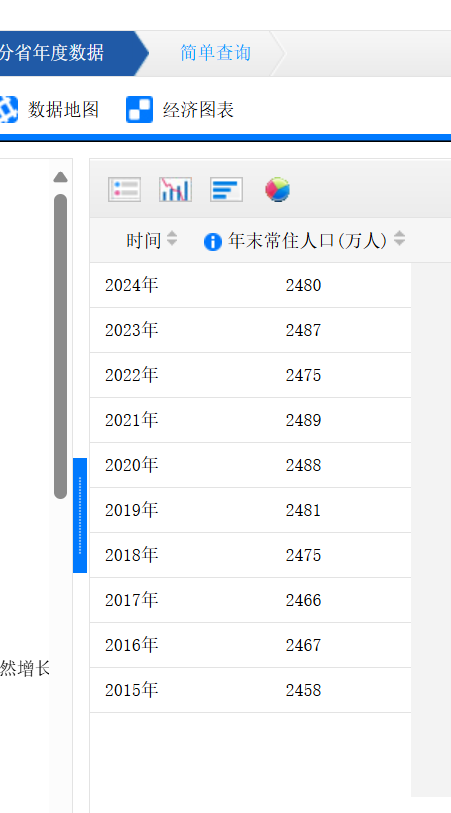 分省年度数据 简单查询
数据地图 经济图表
时间 年末常住人口(万人)
2024年 2480
2023年 2487
2022年 2475
2021年 2489
2020年 2488
2019年 2481
2018年 2475
2017年 2466
2016年 2467
然增长
2015年 2458